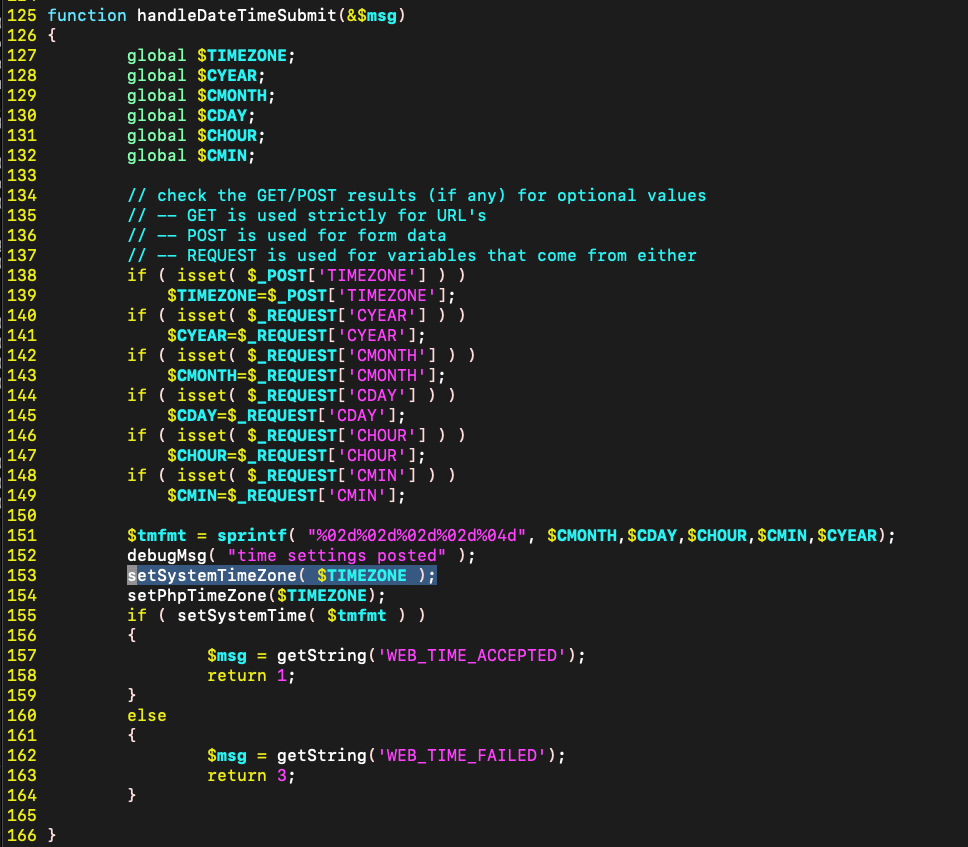 125 function handleDateTimeSubmit(&$msg)
126 {
127         global $TIMEZONE;
128         global $CYEAR;
129         global $CMONTH;
130         global $CDAY;
131         global $CHOUR;
132         global $CMIN;
133
134         // check the GET/POST results (if any) for optional values
135         // -- GET is used strictly for URL's
136         // -- POST is used for form data
137         // -- REQUEST is used for variables that come from either
138         if ( isset( $_POST['TIMEZONE'] ) )
139             $TIMEZONE=$_POST['TIMEZONE'];
140         if ( isset( $_REQUEST['CYEAR'] ) )
141             $CYEAR=$_REQUEST['CYEAR'];
142         if ( isset( $_REQUEST['CMONTH'] ) )
143             $CMONTH=$_REQUEST['CMONTH'];
144         if ( isset( $_REQUEST['CDAY'] ) )
145             $CDAY=$_REQUEST['CDAY'];
146         if ( isset( $_REQUEST['CHOUR'] ) )
147             $CHOUR=$_REQUEST['CHOUR'];
148         if ( isset( $_REQUEST['CMIN'] ) )
149             $CMIN=$_REQUEST['CMIN'];
150
151         $tmfmt = sprintf( "%02d%02d%02d%02d%04d", $CMONTH,$CDAY,$CHOUR,$CMIN,$CYEAR);
152         debugMsg( "time settings posted" );
153         setSystemTimeZone( $TIMEZONE );
154         setPhpTimeZone($TIMEZONE);
155         if ( setSystemTime( $tmfmt ) )
156         {
157                 $msg = getString('WEB_TIME_ACCEPTED');
158                 return 1;
159         }
160         else
161         {
162                 $msg = getString('WEB_TIME_FAILED');
163                 return 3;
164         }
165
166 }